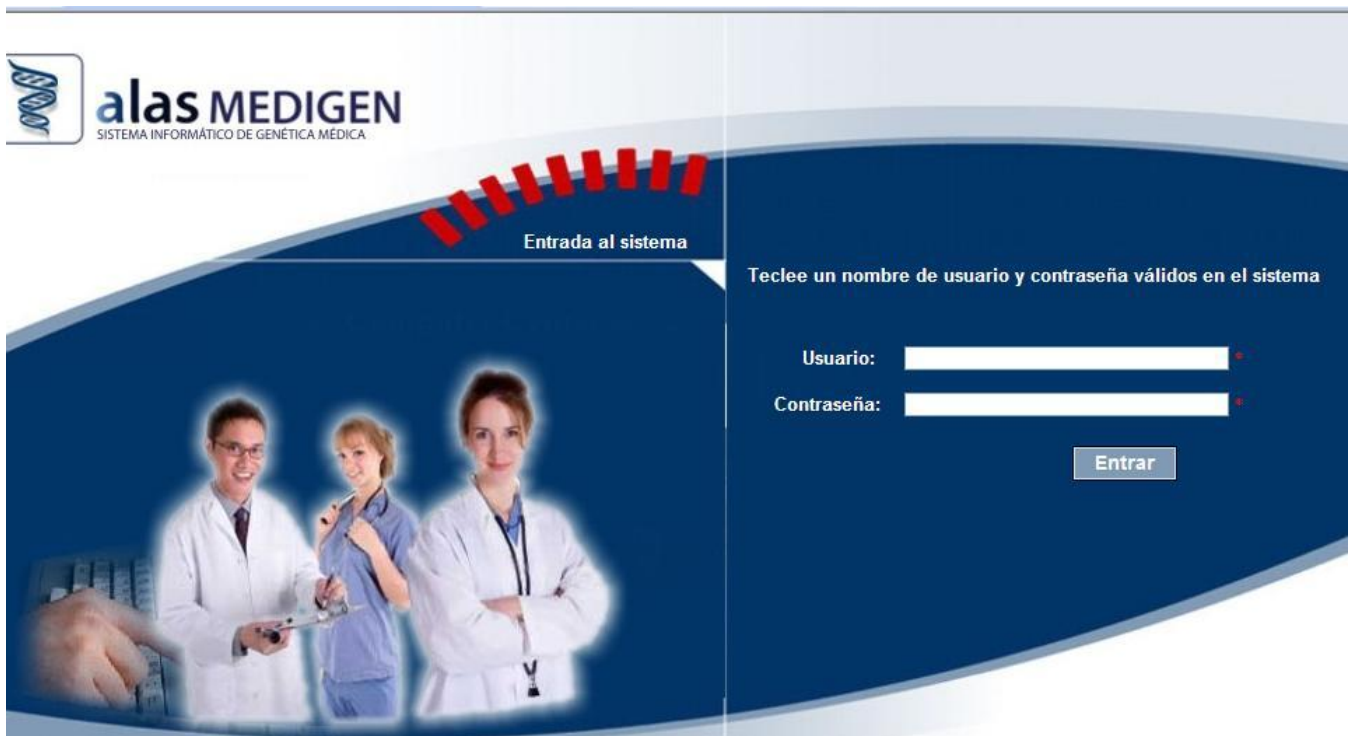 alas MEDIGEN
SISTEMA INFORMÁTICO DE GENÉTICA MÉDICA
Entrada al sistema
Teclee un nombre de usuario y contraseña válidos en el sistema
Usuario: *
Contraseña: *
Entrar